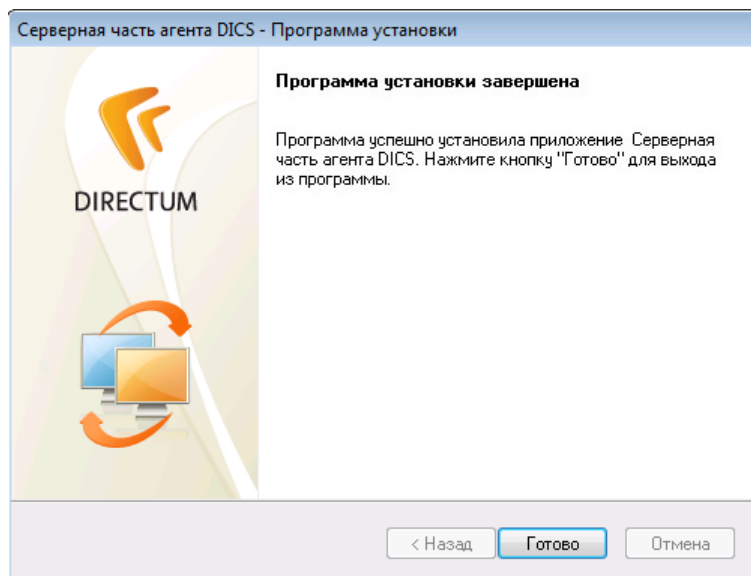 Серверная часть агента DICS - Программа установки
Программа установки завершена
Программа успешно установила приложение Серверная
часть агента DICS. Нажмите кнопку "Готово" для выхода
из программы.
DIRECTUM
< Назад
Готово
Отмена